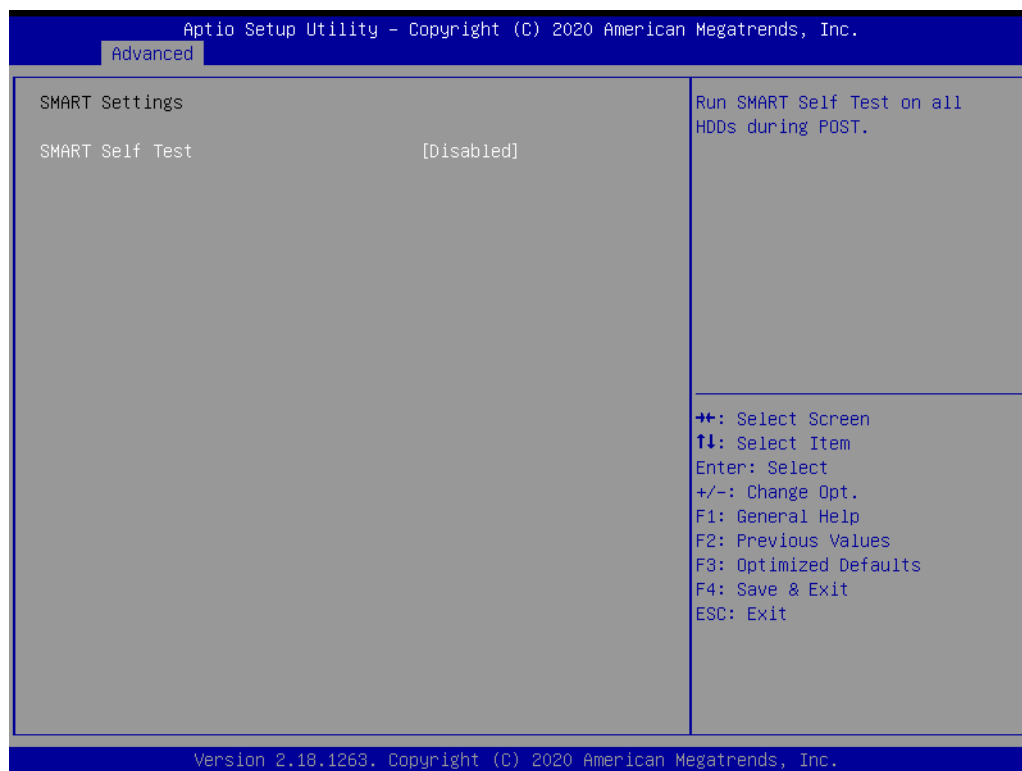 Aptio Setup Utility – Copyright (C) 2020 American Megatrends, Inc.
Advanced
SMART Settings
SMART Self Test [Disabled]
Run SMART Self Test on all
HDDs during POST.
→←: Select Screen
↑↓: Select Item
Enter: Select
+/-: Change Opt.
F1: General Help
F2: Previous Values
F3: Optimized Defaults
F4: Save & Exit
ESC: Exit
Version 2.18.1263. Copyright (C) 2020 American Megatrends, Inc.